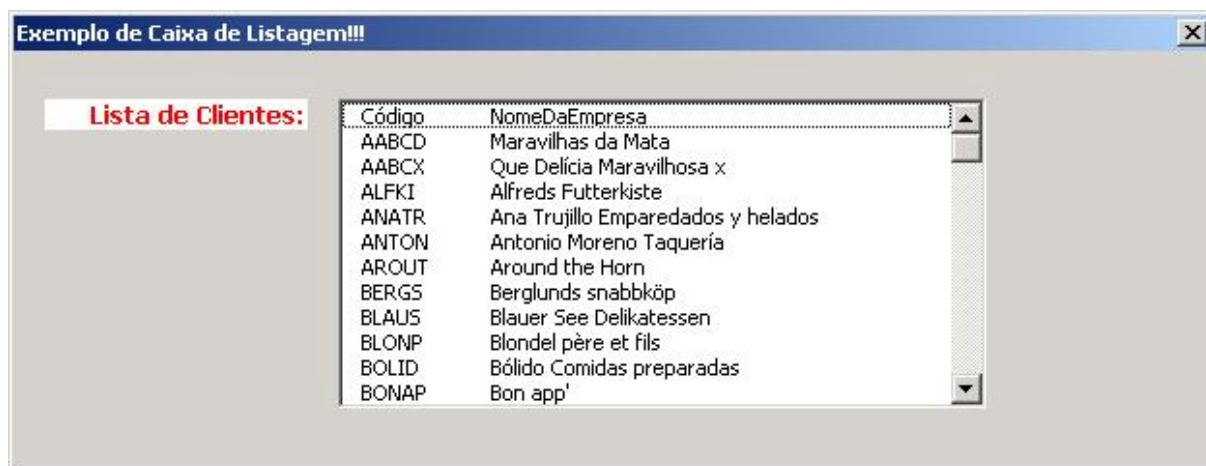 Exemplo de Caixa de Listagem!!!
Lista de Clientes:
Código NomeDaEmpresa
AABCD Maravilhas da Mata
AABCX Que Delícia Maravilhosa x
ALFKI Alfreds Futterkiste
ANATR Ana Trujillo Emparedados y helados
ANTON Antonio Moreno Taquería
AROUT Around the Horn
BERGS Berglunds snabbköp
BLAUS Blauer See Delikatessen
BLONP Blondel père et fils
BOLID Bólido Comidas preparadas
BONAP Bon app'